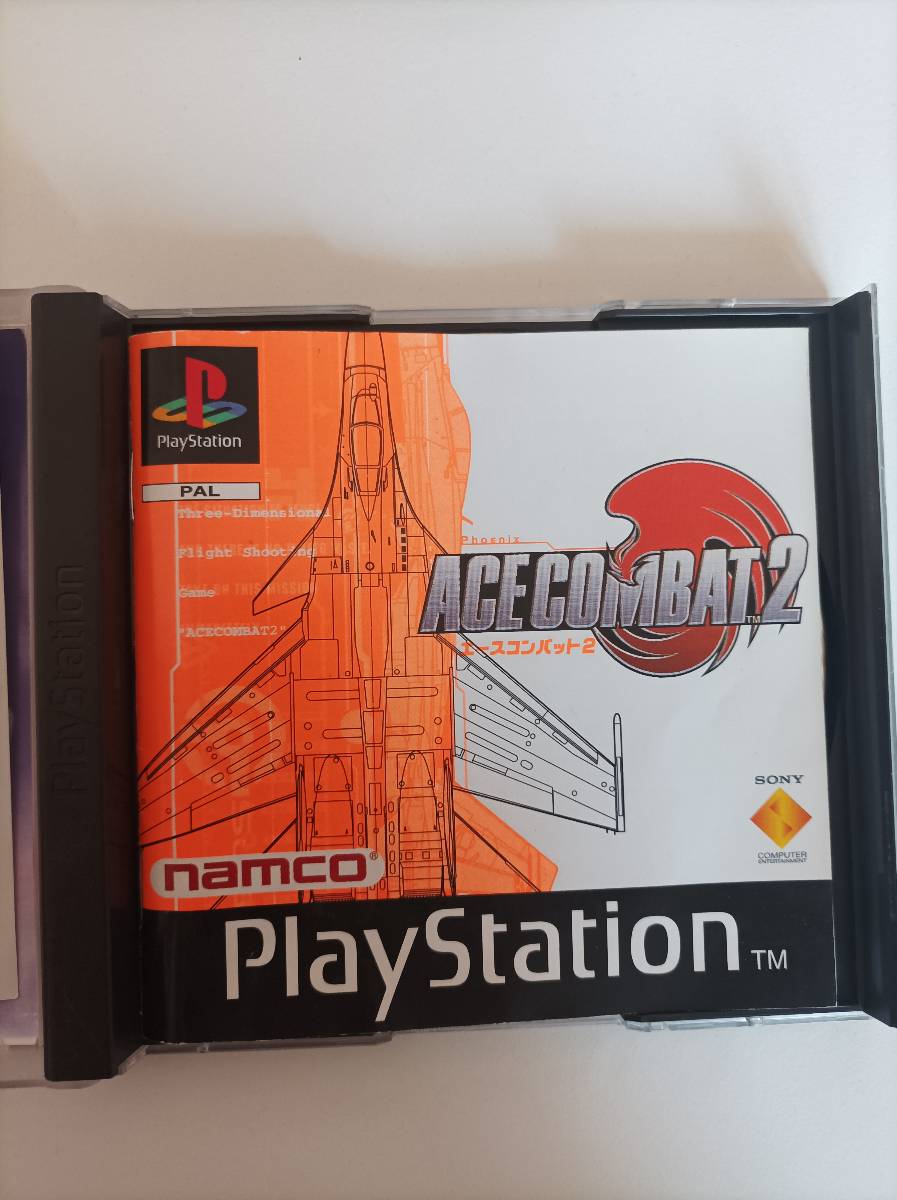 PlayStation
PlayStation
PAL
Three-Dimensional
Flight Shooting
Game
"ACECOMBAT2"
Phoenix
ACE COMBAT 2 TM
エースコンバット2
SONY
COMPUTER
ENTERTAINMENT
namco®
PlayStation TM